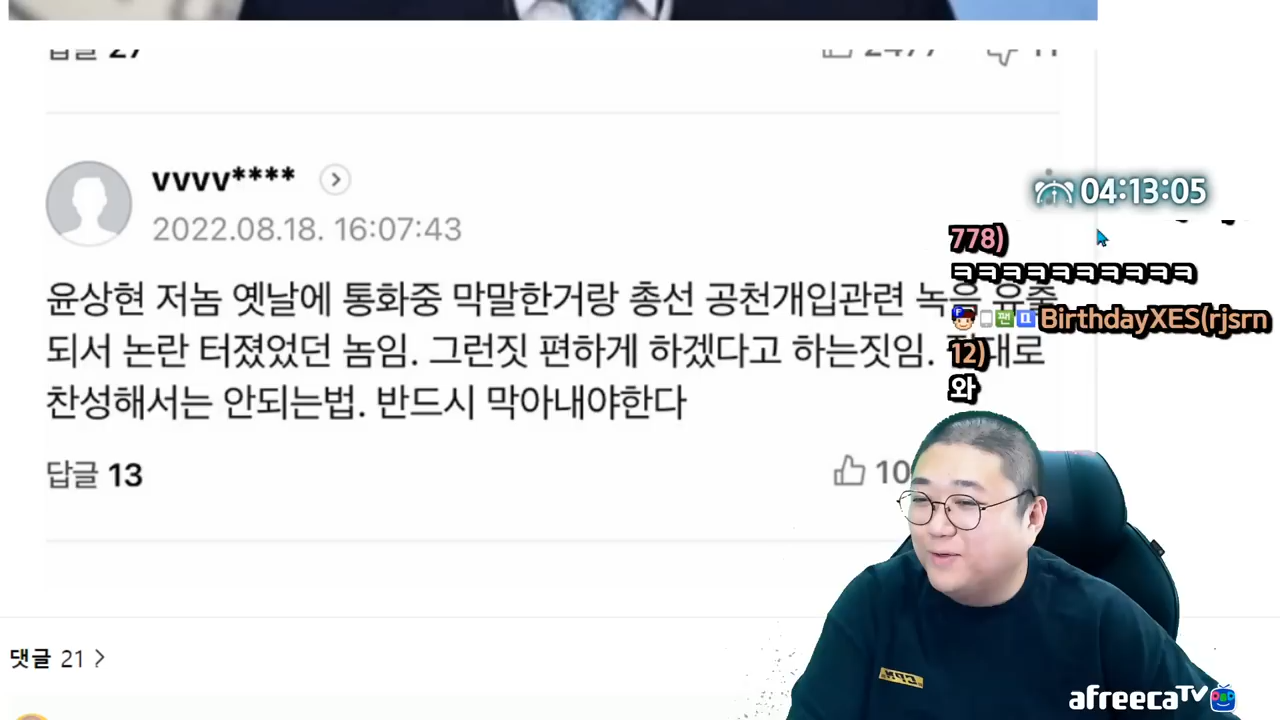 답글 27
2477
11
vvvv****
2022.08.18. 16:07:43
04:13:05
778)
ㅋㅋㅋㅋㅋㅋㅋㅋㅋㅋ
윤상현 저놈 옛날에 통화중 막말한거랑 총선 공천개입관련 녹음 유출
BirthdayXES(rjsrn
되서 논란 터졌었던 놈임. 그런짓 편하게 하겠다고 하는짓임.
12)
와
찬성해서는 안되는법. 반드시 막아내야한다
답글 13
댓글 21
afreecaTV